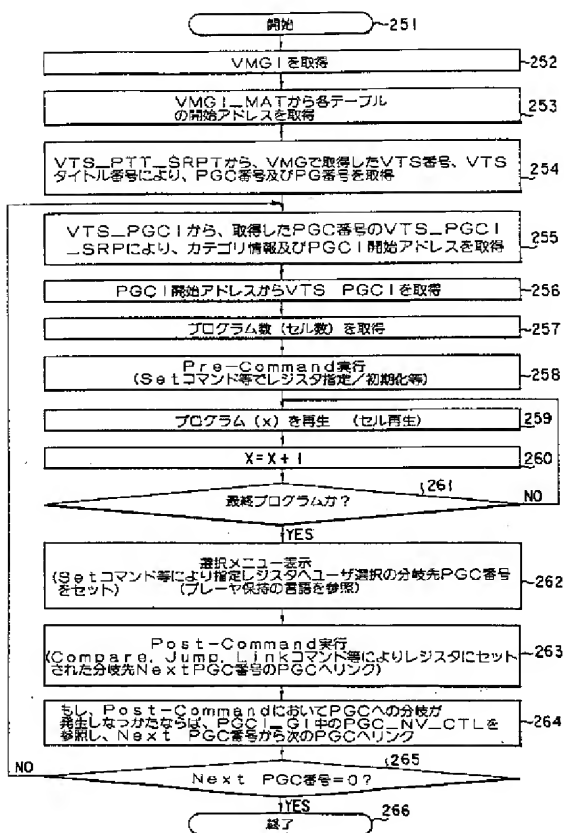 開始
251
VMGIを取得
252
VMGI_MATから各テーブル
の開始アドレスを取得
253
VTS_PTT_SRPTから、VMGで取得したVTS番号、VTS
タイトル番号により、PGC番号及びPG番号を取得
254
VTS_PGCIから、取得したPGC番号のVTS_PGCI
_SRPにより、カテゴリ情報及びPGCI開始アドレスを取得
255
PGCI開始アドレスからVTS PGCIを取得
256
プログラム数(セル数)を取得
257
Pre-Command実行
(Setコマンド等でレジスタ指定/初期化等)
258
プログラム(x)を再生 (セル再生)
259
X=X+1
260
最終プログラムか?
261
NO
YES
選択メニュー表示
(Setコマンド等により指定レジスタへユーザ選択の分岐先PGC番号
をセット) (プレーヤ保持の言語を参照)
262
Post-Command実行
(Compare, Jump, Linkコマンド等によりレジスタにセット
された分岐先NextPGC番号のPGCへリンク)
263
もし、Post-CommandにおいてPGCへの分岐が
発生しなつかたならば、PGCI_GI中のPGC_NV_CTLを
参照し、Next PGC番号から次のPGCへリンク
264
NO
265
Next PGC番号=0?
YES
終了
266